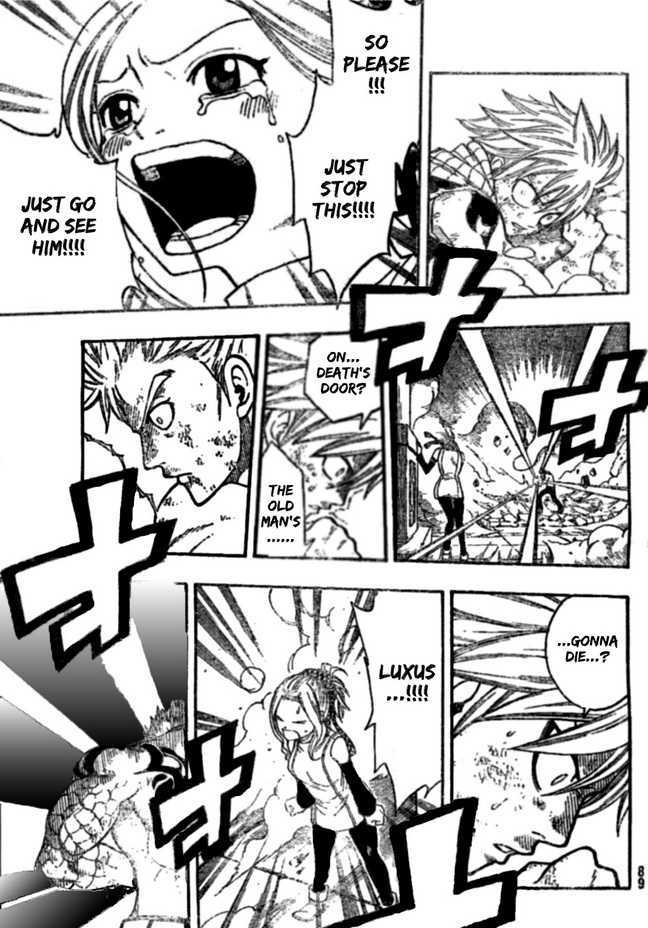 SO
PLEASE
!!!
JUST
STOP
THIS!!!!
JUST GO
AND SEE
HIM!!!!
ON...
DEATH'S
DOOR?
THE
OLD
MAN'S
......
...GONNA
DIE...?
LUXUS
...!!!!
89